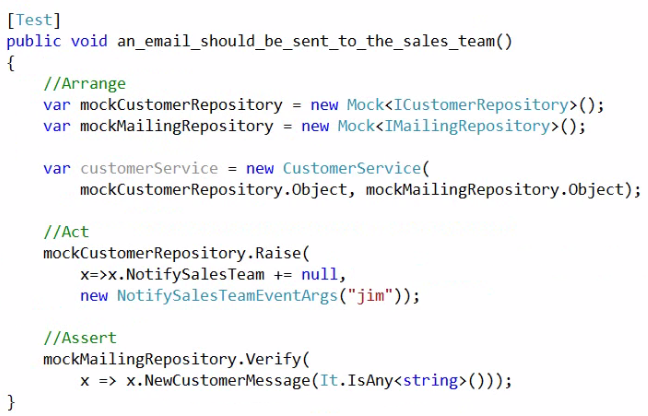 [Test]
public void an_email_should_be_sent_to_the_sales_team()
{
    //Arrange
    var mockCustomerRepository = new Mock<ICustomerRepository>();
    var mockMailingRepository = new Mock<IMailingRepository>();

    var customerService = new CustomerService(
        mockCustomerRepository.Object, mockMailingRepository.Object);

    //Act
    mockCustomerRepository.Raise(
        x=>x.NotifySalesTeam += null,
        new NotifySalesTeamEventArgs("jim"));

    //Assert
    mockMailingRepository.Verify(
        x => x.NewCustomerMessage(It.IsAny<string>()));
}